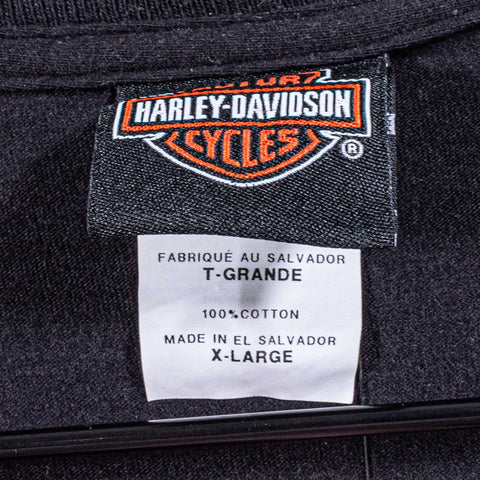 HARLEY-DAVIDSON
CYCLES
®
FABRIQUÉ AU SALVADOR
T-GRANDE
100% COTTON
MADE IN EL SALVADOR
X-LARGE